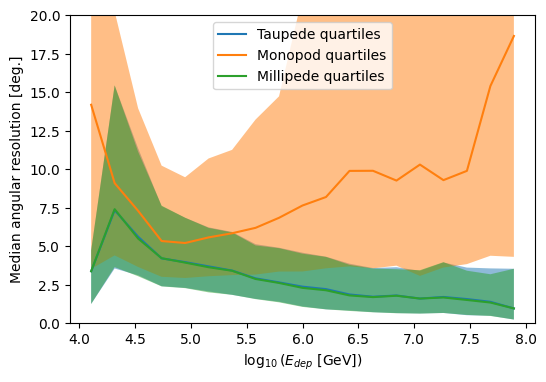 Taupede quartiles
Monopod quartiles
Millipede quartiles
Median angular resolution [deg.]
20.0
17.5
15.0
12.5
10.0
7.5
5.0
2.5
0.0
4.0 4.5 5.0 5.5 6.0 6.5 7.0 7.5 8.0
log₁₀(E_dep [GeV])